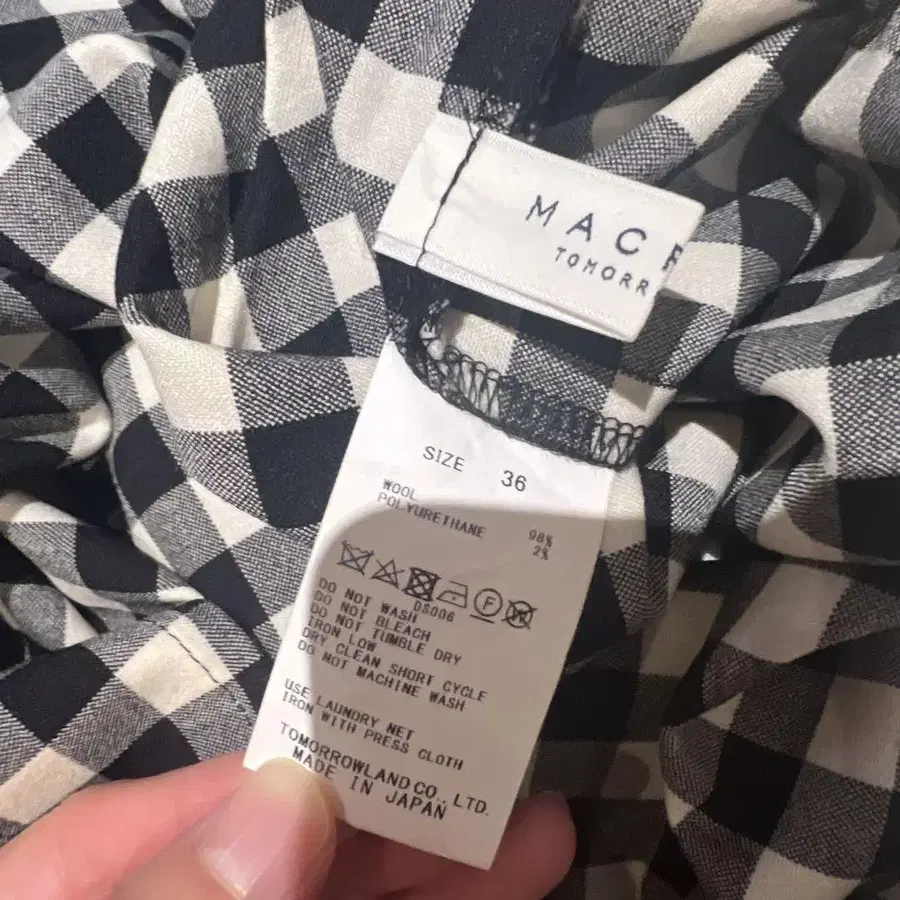 MACP
TOMORR
SIZE 36
WOOL 98%
POLYURETHANE 2%
DS006
DO NOT WASH
DO NOT BLEACH
DO NOT TUMBLE DRY
IRON LOW
DRY CLEAN SHORT CYCLE
DO NOT MACHINE WASH
USE LAUNDRY NET
IRON WITH PRESS CLOTH
TOMORROWLAND CO., LTD.
MADE IN JAPAN